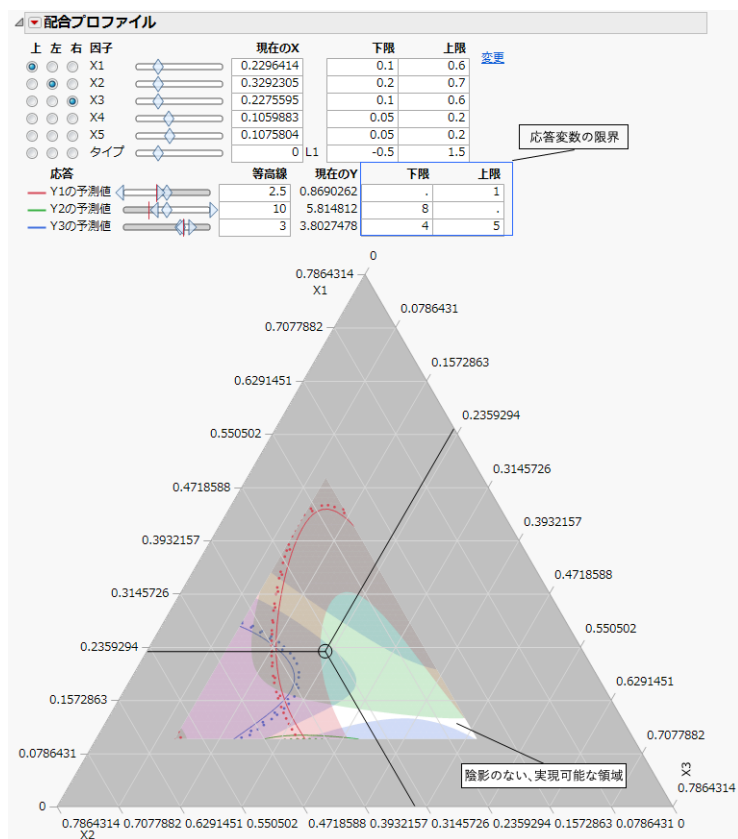 配合プロファイル
上 左 右 因子 現在のX 下限 上限
X1 0.2296414 0.1 0.6 変更
X2 0.3292305 0.2 0.7
X3 0.2275595 0.1 0.6
X4 0.1059883 0.05 0.2
X5 0.1075804 0.05 0.2
タイプ 0 L1 -0.5 1.5
応答変数の限界
応答 等高線 現在のY 下限 上限
Y1の予測値 2.5 0.8690262 . 1
Y2の予測値 10 5.814812 8 .
Y3の予測値 3 3.8027478 4 5
0
0.7864314
X1
0.0786431
0.7077882
0.1572863
0.6291451
0.2359294
0.550502
0.3145726
0.4718588
0.3932157
0.3932157
0.4718588
0.3145726
0.550502
0.2359294
0.6291451
0.1572863
0.7077882
0.0786431
陰影のない、実現可能な領域
X3
0.7864314
0
0.7864314 0.7077882 0.6291451 0.550502 0.4718588 0.3932157 0.3145726 0.2359294 0.1572863 0.0786431 0
X2